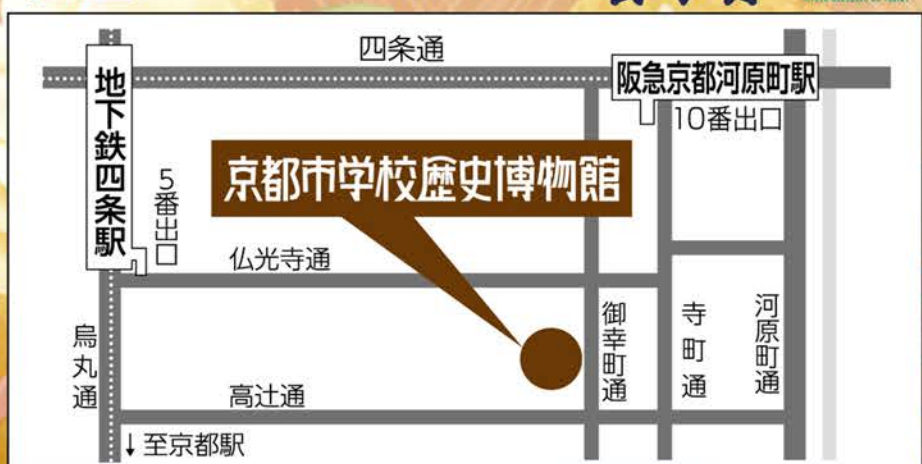 四条通
阪急京都河原町駅
10番出口
地下鉄四条駅
5番出口
京都市学校歴史博物館
仏光寺通
烏丸通
御幸町通
寺町通
河原町通
高辻通
↓至京都駅